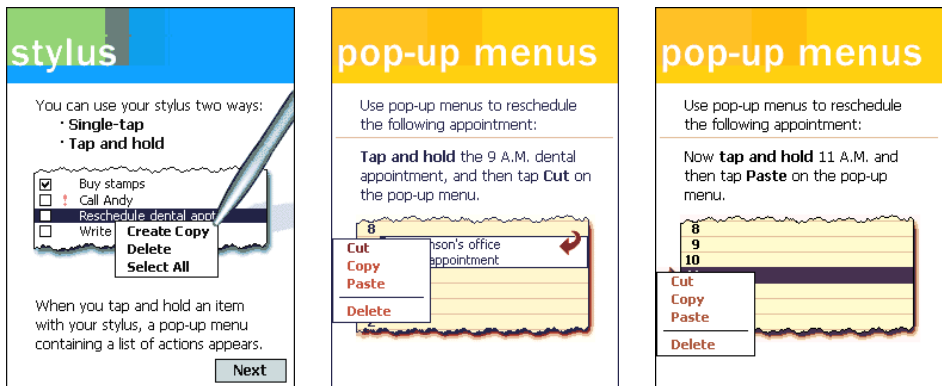 stylus
You can use your stylus two ways:
· Single-tap
· Tap and hold
Buy stamps
! Call Andy
Reschedule dental appt
Write
Create Copy
Delete
Select All
When you tap and hold an item
with your stylus, a pop-up menu
containing a list of actions appears.
Next
pop-up menus
Use pop-up menus to reschedule
the following appointment:
Tap and hold the 9 A.M. dental
appointment, and then tap Cut on
the pop-up menu.
8
nson's office
appointment
Cut
Copy
Paste
Delete
pop-up menus
Use pop-up menus to reschedule
the following appointment:
Now tap and hold 11 A.M. and
then tap Paste on the pop-up
menu.
8
9
10
Cut
Copy
Paste
Delete